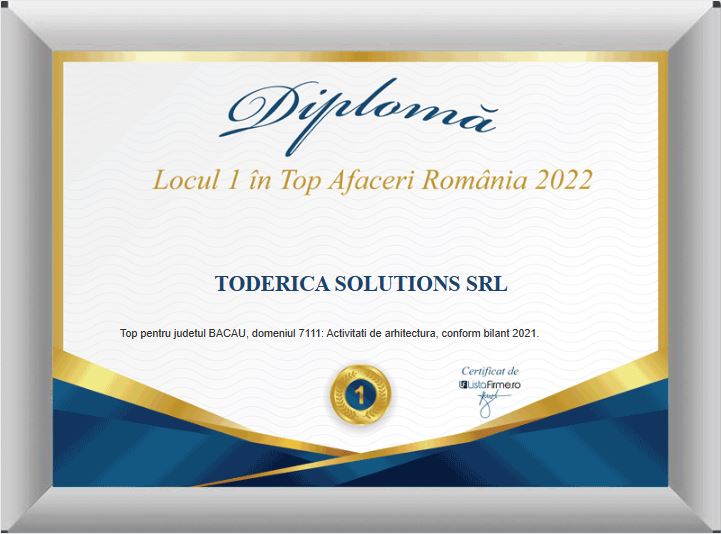 Diplomă
Locul 1 în Top Afaceri România 2022
TODERICA SOLUTIONS SRL
Top pentru judetul BACAU, domeniul 7111: Activitati de arhitectura, conform bilant 2021.
1
Certificat de
ListaFirme.ro